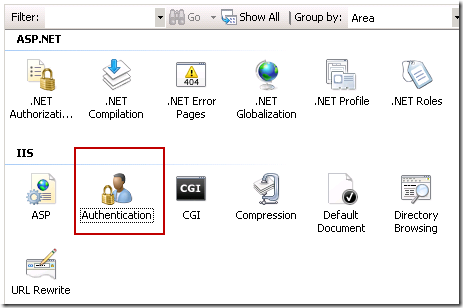 Filter: Go Show All Group by: Area
ASP.NET
.NET Authorizati... .NET Compilation .NET Error Pages .NET Globalization .NET Profile .NET Roles
404
IIS
CGI
ASP Authentication CGI Compression Default Document Directory Browsing
URL Rewrite